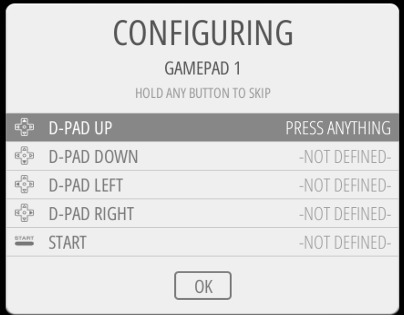 CONFIGURING
GAMEPAD 1
HOLD ANY BUTTON TO SKIP
D-PAD UP PRESS ANYTHING
D-PAD DOWN -NOT DEFINED-
D-PAD LEFT -NOT DEFINED-
D-PAD RIGHT -NOT DEFINED-
START START -NOT DEFINED-
OK